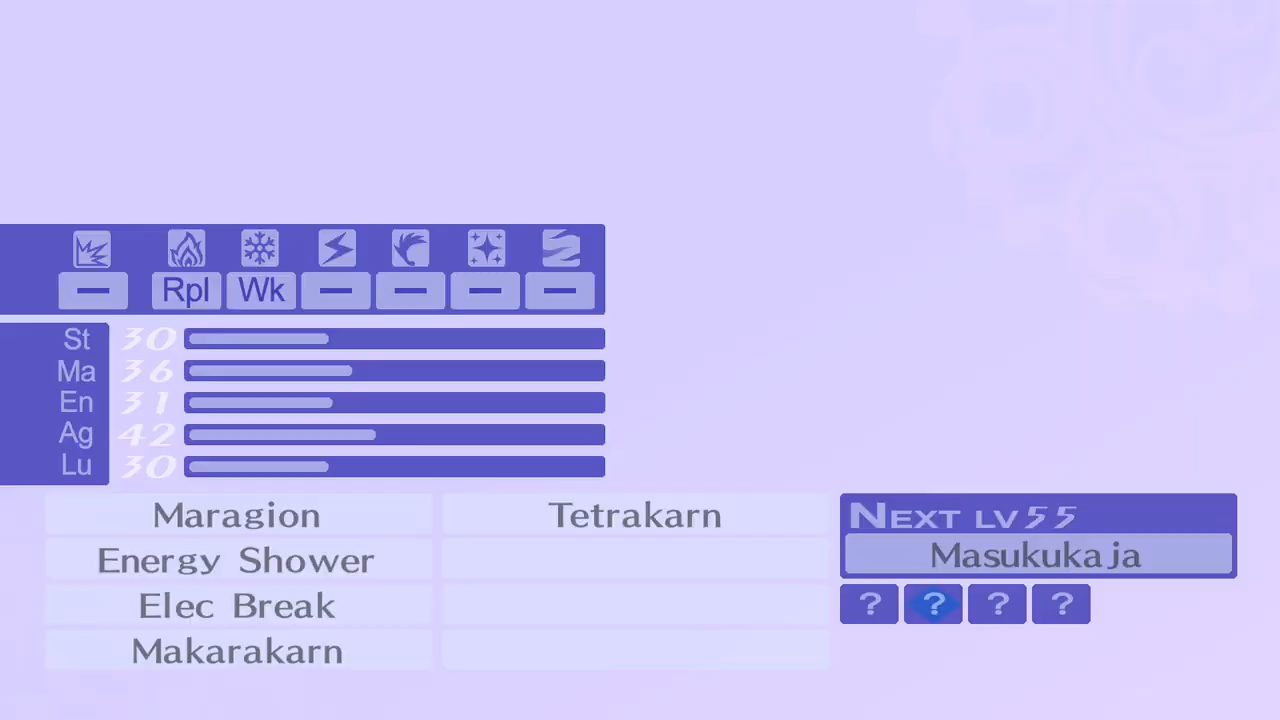 — Rpl Wk — — — —
St 30
Ma 36
En 31
Ag 42
Lu 30
Maragion Tetrakarn
Energy Shower
Elec Break
Makarakarn
NEXT LV55
Masukukaja
? ? ? ?